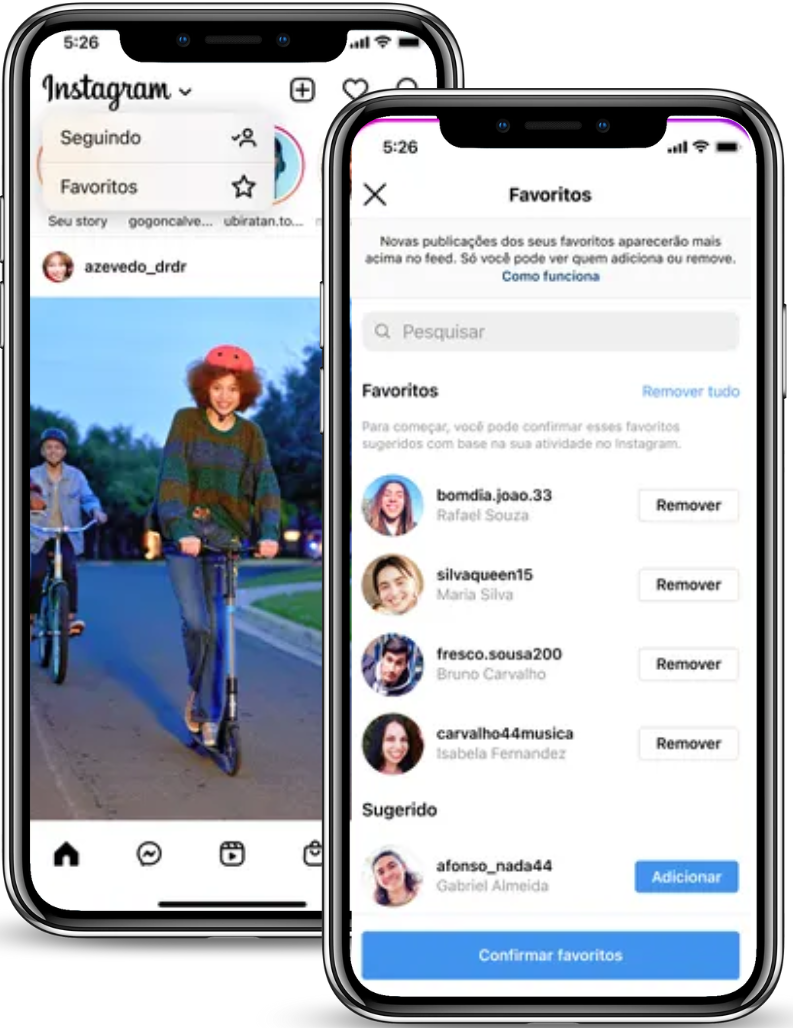 5:26
Instagram
Seguindo
Favoritos
Seu story gogoncalve... ubiratan.to...
azevedo_drdr
5:26
Favoritos
Novas publicações dos seus favoritos aparecerão mais
acima no feed. Só você pode ver quem adiciona ou remove.
Como funciona
Pesquisar
Favoritos Remover tudo
Para começar, você pode confirmar esses favoritos
sugeridos com base na sua atividade no Instagram.
bomdia.joao.33
Rafael Souza
Remover
silvaqueen15
Maria Silva
Remover
fresco.sousa200
Bruno Carvalho
Remover
carvalho44musica
Isabela Fernandez
Remover
Sugerido
afonso_nada44
Gabriel Almeida
Adicionar
Confirmar favoritos